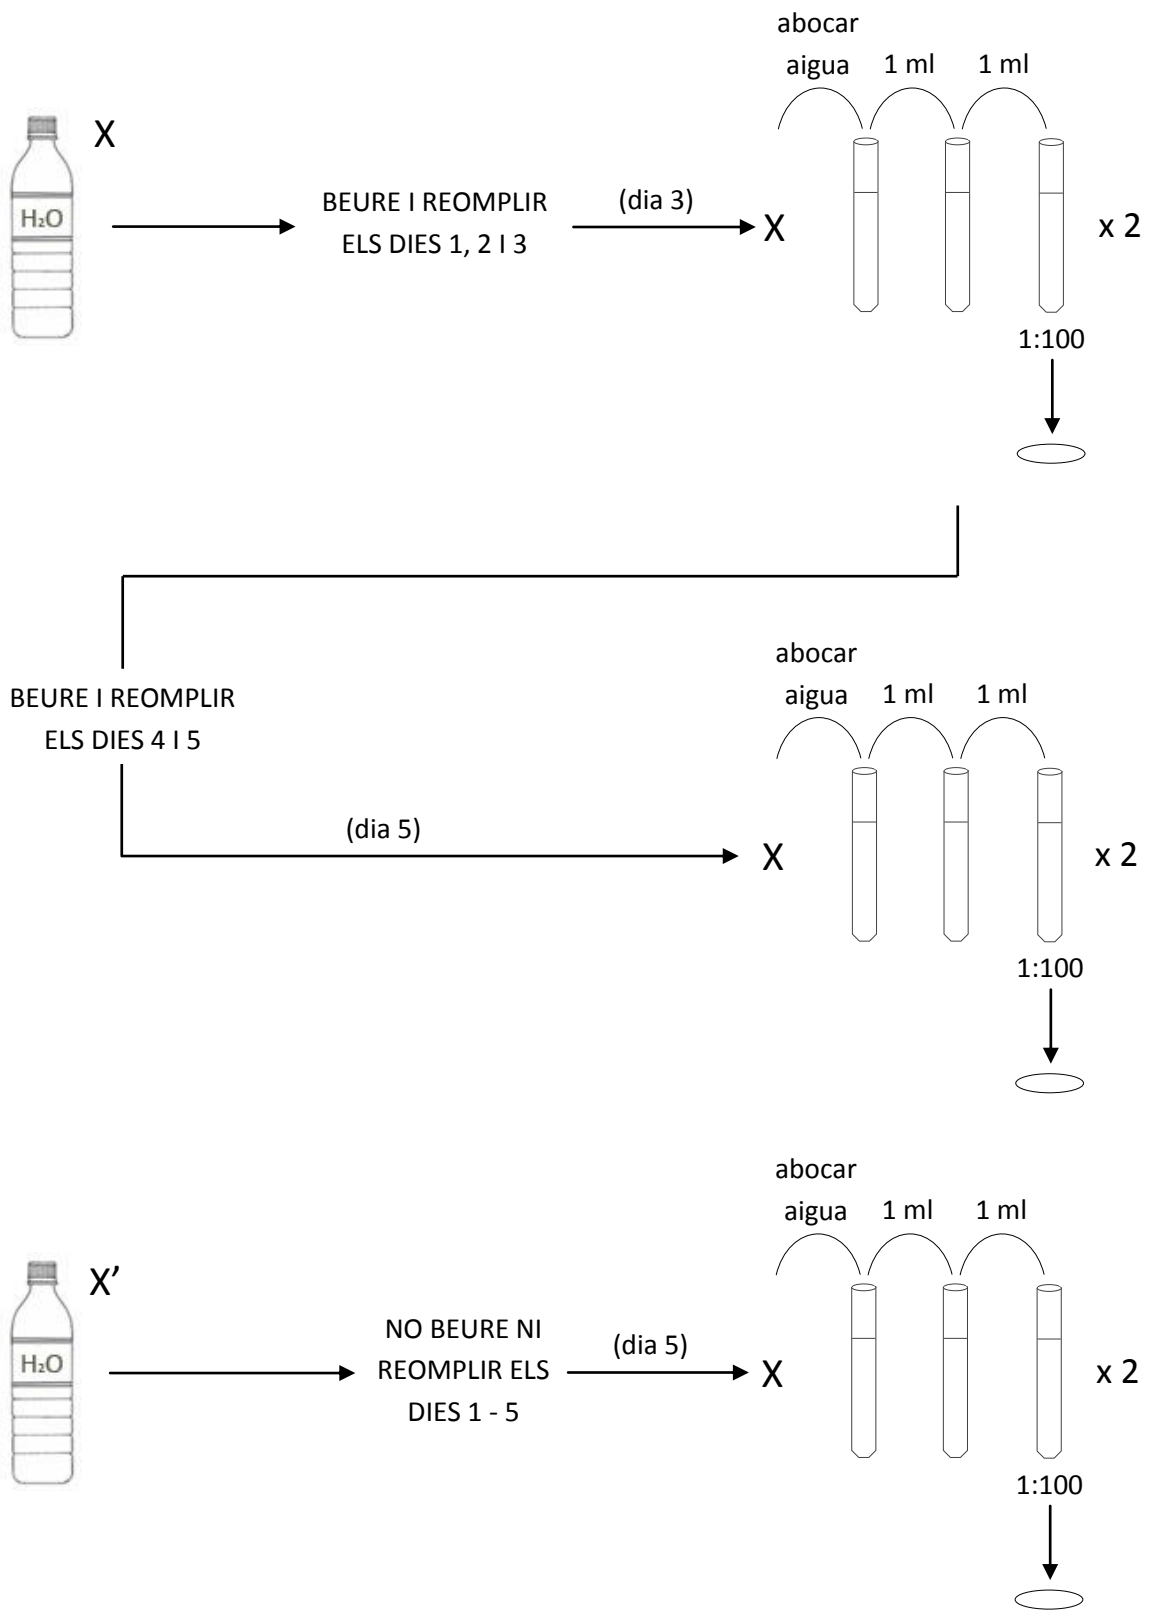 abocar
aigua 1 ml 1 ml
X
H₂O
BEURE I REOMPLIR
ELS DIES 1, 2 I 3
(dia 3)
X
x 2
1:100
BEURE I REOMPLIR
ELS DIES 4 I 5
abocar
aigua 1 ml 1 ml
(dia 5)
X
x 2
1:100
abocar
aigua 1 ml 1 ml
X’
H₂O
NO BEURE NI
REOMPLIR ELS
DIES 1 - 5
(dia 5)
X
x 2
1:100